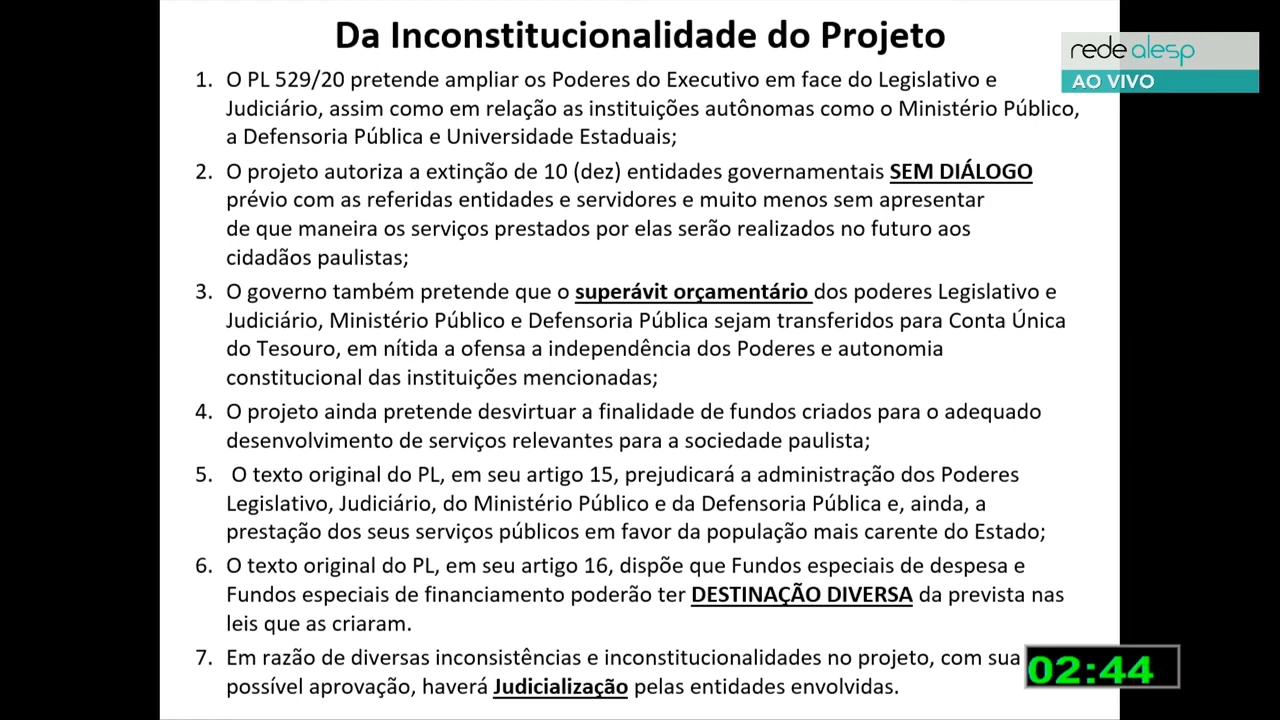 Da Inconstitucionalidade do Projeto
rede alesp
AO VIVO
1. O PL 529/20 pretende ampliar os Poderes do Executivo em face do Legislativo e
Judiciário, assim como em relação as instituições autônomas como o Ministério Público,
a Defensoria Pública e Universidade Estaduais;
2. O projeto autoriza a extinção de 10 (dez) entidades governamentais SEM DIÁLOGO
prévio com as referidas entidades e servidores e muito menos sem apresentar
de que maneira os serviços prestados por elas serão realizados no futuro aos
cidadãos paulistas;
3. O governo também pretende que o superávit orçamentário dos poderes Legislativo e
Judiciário, Ministério Público e Defensoria Pública sejam transferidos para Conta Única
do Tesouro, em nítida a ofensa a independência dos Poderes e autonomia
constitucional das instituições mencionadas;
4. O projeto ainda pretende desvirtuar a finalidade de fundos criados para o adequado
desenvolvimento de serviços relevantes para a sociedade paulista;
5. O texto original do PL, em seu artigo 15, prejudicará a administração dos Poderes
Legislativo, Judiciário, do Ministério Público e da Defensoria Pública e, ainda, a
prestação dos seus serviços públicos em favor da população mais carente do Estado;
6. O texto original do PL, em seu artigo 16, dispõe que Fundos especiais de despesa e
Fundos especiais de financiamento poderão ter DESTINAÇÃO DIVERSA da prevista nas
leis que as criaram.
7. Em razão de diversas inconsistências e inconstitucionalidades no projeto, com sua
possível aprovação, haverá Judicialização pelas entidades envolvidas.
02:44